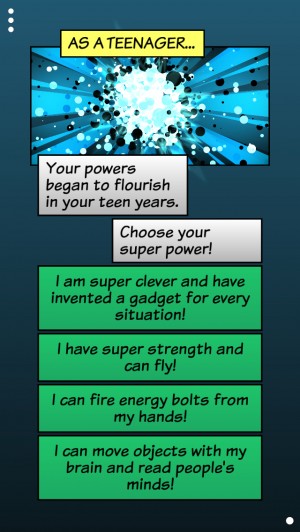 AS A TEENAGER...
Your powers
began to flourish
in your teen years.
Choose your
super power!
I am super clever and have
invented a gadget for every
situation!
I have super strength and
can fly!
I can fire energy bolts from
my hands!
I can move objects with my
brain and read people's
minds!